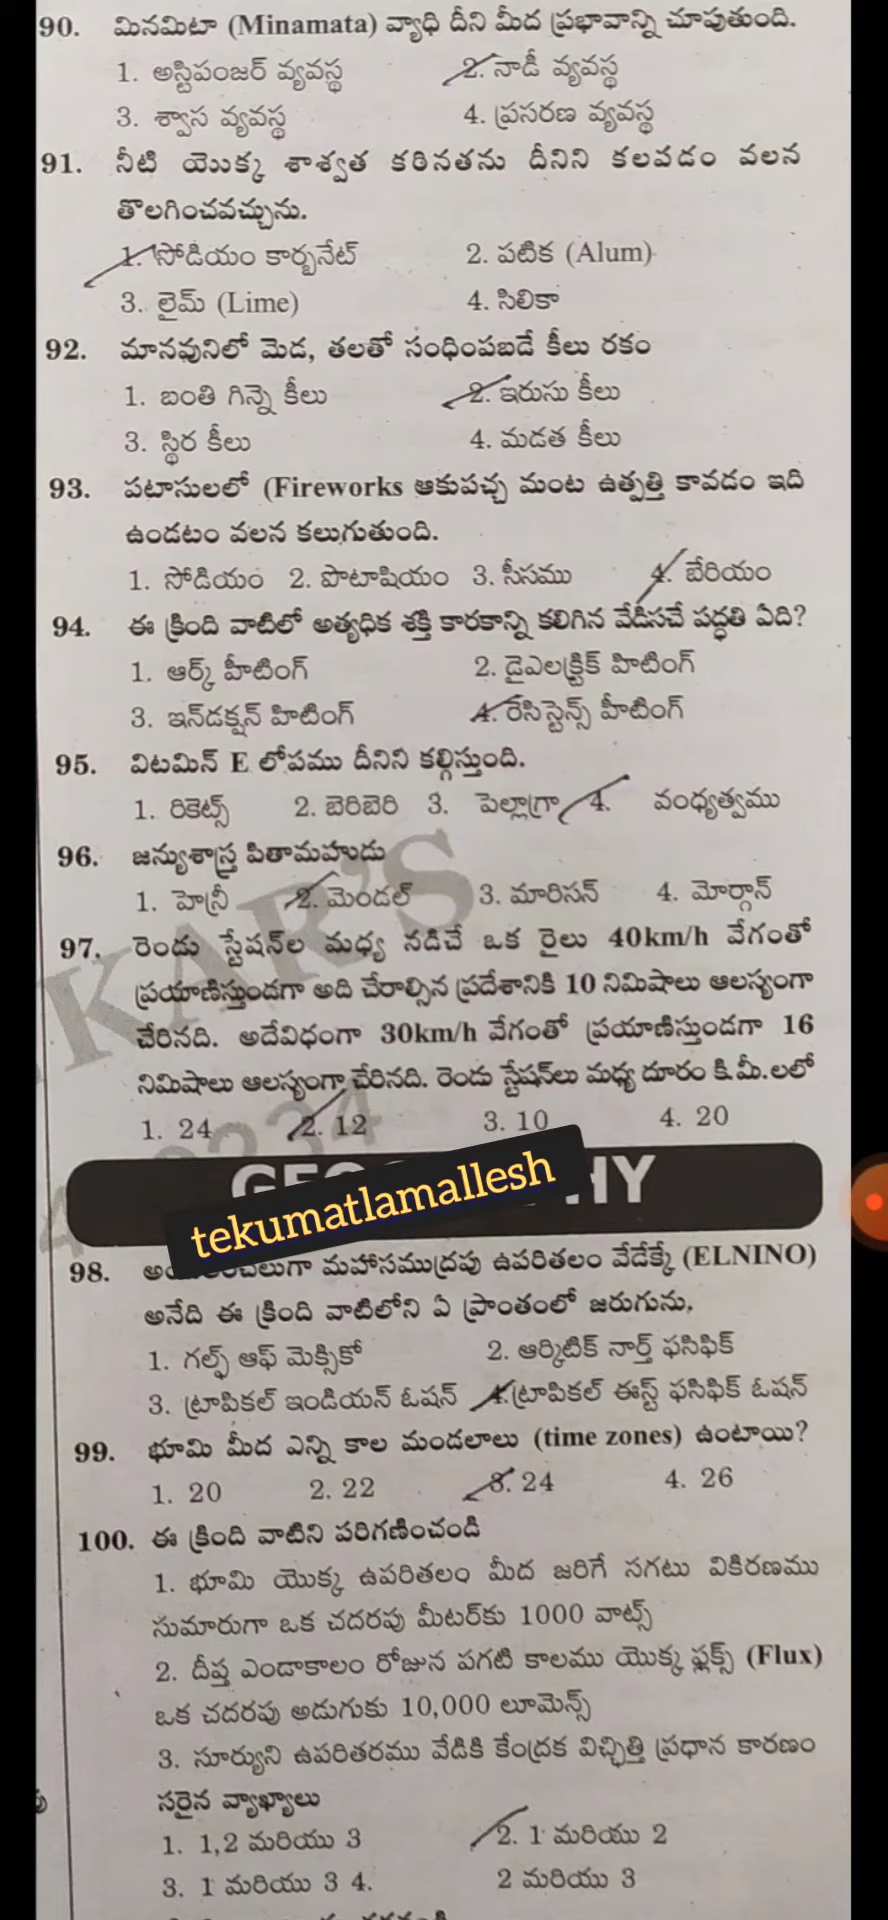 90. మినమిటా (Minamata) వ్యాధి దీని మీద ప్రభావాన్ని చూపుతుంది.
1. అస్టిపంజర్ వ్యవస్థ 2. నాడీ వ్యవస్థ
3. శ్వాస వ్యవస్థ 4. ప్రసరణ వ్యవస్థ
91. నీటి యొక్క శాశ్వత కఠినతను దీనిని కలవడం వలన
తొలగించవచ్చును.
1. సోడియం కార్బనేట్ 2. పటిక (Alum)
3. లైమ్ (Lime) 4. సిలికా
92. మానవునిలో మెడ, తలతో సంధింపబడే కీలు రకం
1. బంతి గిన్నె కీలు 2. ఇరుసు కీలు
3. స్థిర కీలు 4. మడత కీలు
93. పటాసులలో (Fireworks ఆకుపచ్చ మంట ఉత్పత్తి కావడం ఇది
ఉండటం వలన కలుగుతుంది.
1. సోడియం 2. పొటాషియం 3. సీసము 4. బేరియం
94. ఈ క్రింది వాటిలో అత్యధిక శక్తి కారకాన్ని కలిగిన వేడిసచే పద్ధతి ఏది?
1. ఆర్క్ హీటింగ్ 2. డైఎలక్ట్రిక్ హిటింగ్
3. ఇన్‌డక్షన్ హిటింగ్ 4. రేసిస్టెన్స్ హీటింగ్
95. విటమిన్ E లోపము దీనిని కల్గిస్తుంది.
1. రికెట్స్ 2. బెరిబెరి 3. పెల్లాగ్రా 4. వంధ్యత్వము
96. జన్యుశాస్త్ర పితామహుడు
1. హెన్రీ 2. మెండల్ 3. మారిసన్ 4. మోర్గాన్
97. రెండు స్టేషన్‌ల మధ్య నడిచే ఒక రైలు 40km/h వేగంతో
ప్రయాణిస్తుండగా అది చేరాల్సిన ప్రదేశానికి 10 నిమిషాలు ఆలస్యంగా
చేరినది. అదేవిధంగా 30km/h వేగంతో ప్రయాణిస్తుండగా 16
నిమిషాలు ఆలస్యంగా చేరినది. రెండు స్టేషన్‌లు మధ్య దూరం కి.మీ.లలో
1. 24 2. 12 3. 10 4. 20
tekumatlamallesh
98. మహాసముద్రపు ఉపరితలం వేడేక్కే (ELNINO)
అనేది ఈ క్రింది వాటిలోని ఏ ప్రాంతంలో జరుగును.
1. గల్ఫ్ ఆఫ్ మెక్సికో 2. ఆర్కిటిక్ నార్త్ ఫసిఫిక్
3. ట్రాపికల్ ఇండియన్ ఓషన్ 4. ట్రాపికల్ ఈస్ట్ ఫసిఫిక్ ఓషన్
99. భూమి మీద ఎన్ని కాల మండలాలు (time zones) ఉంటాయి?
1. 20 2. 22 3. 24 4. 26
100. ఈ క్రింది వాటిని పరిగణించండి
1. భూమి యొక్క ఉపరితలం మీద జరిగే సగటు వికిరణము
సుమారుగా ఒక చదరపు మీటర్‌కు 1000 వాట్స్
2. దీప్త ఎండాకాలం రోజున పగటి కాలము యొక్క ఫ్లక్స్ (Flux)
ఒక చదరపు అడుగుకు 10,000 లూమెన్స్
3. సూర్యుని ఉపరితరము వేడికి కేంద్రక విచ్ఛిత్తి ప్రధాన కారణం
సరైన వ్యాఖ్యాలు
1. 1,2 మరియు 3 2. 1 మరియు 2
3. 1 మరియు 3 4. 2 మరియు 3